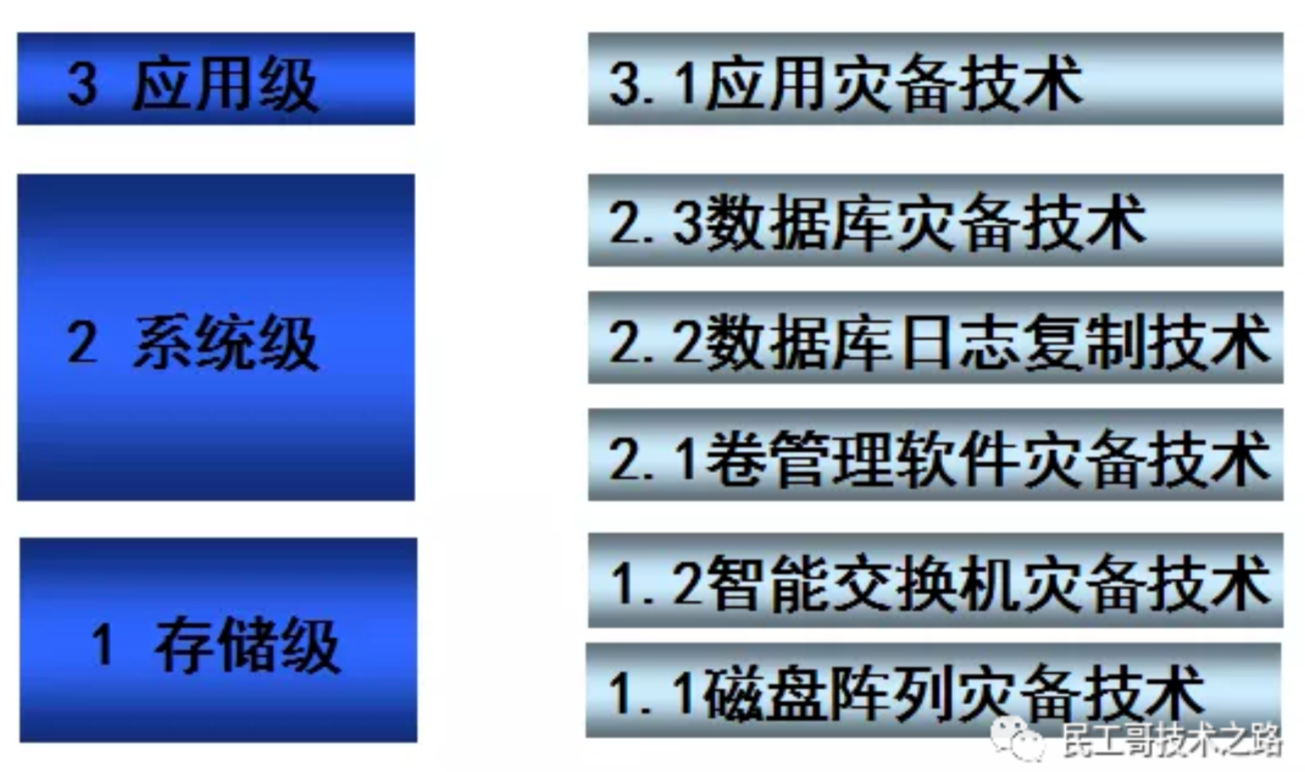 3 应用级
3.1应用灾备技术
2 系统级
2.3数据库灾备技术
2.2数据库日志复制技术
2.1卷管理软件灾备技术
1 存储级
1.2智能交换机灾备技术
1.1磁盘阵列灾备技术
民工哥技术之路